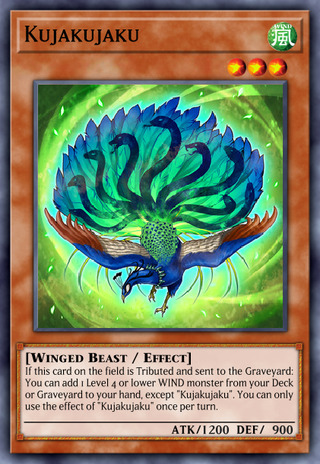 Kujakujaku
WIND
風
[Winged Beast / Effect]
If this card on the field is Tributed and sent to the Graveyard:
You can add 1 Level 4 or lower WIND monster from your Deck
or Graveyard to your hand, except "Kujakujaku". You can only
use the effect of "Kujakujaku" once per turn.
ATK/1200 DEF/ 900